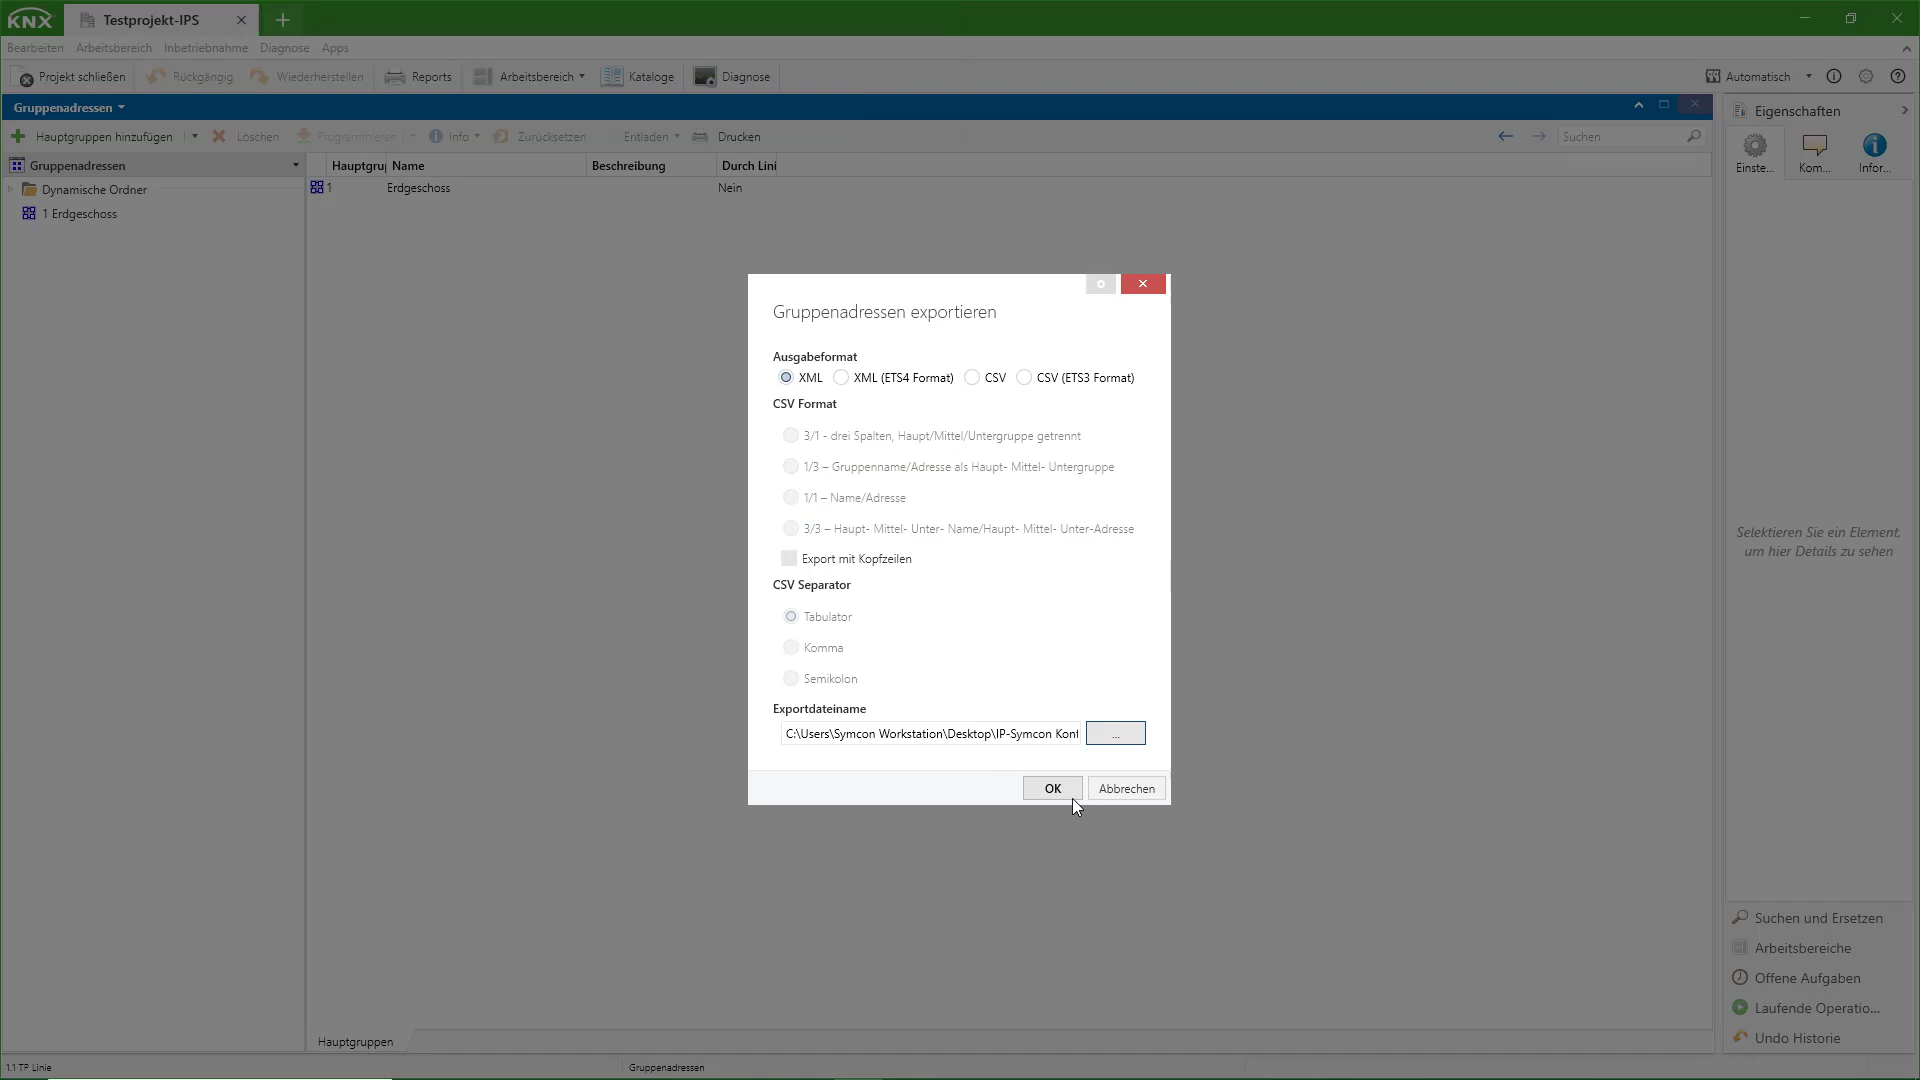 KNX Testprojekt-IPS
Bearbeiten Arbeitsbereich Inbetriebnahme Diagnose Apps
Projekt schließen Rückgängig Wiederherstellen Reports Arbeitsbereich Kataloge Diagnose Automatisch
Gruppenadressen
Hauptgruppen hinzufügen Löschen Programmieren Info Zurücksetzen Entladen Drucken Suchen
Gruppenadressen
Dynamische Ordner
1 Erdgeschoss
Hauptgru Name Beschreibung Durch Lini
1 Erdgeschoss Nein
Eigenschaften
Einste... Kom... Infor...
Selektieren Sie ein Element,
um hier Details zu sehen
Gruppenadressen exportieren
Ausgabeformat
XML XML (ETS4 Format) CSV CSV (ETS3 Format)
CSV Format
3/1 - drei Spalten, Haupt/Mittel/Untergruppe getrennt
1/3 – Gruppenname/Adresse als Haupt- Mittel- Untergruppe
1/1 – Name/Adresse
3/3 – Haupt- Mittel- Unter- Name/Haupt- Mittel- Unter-Adresse
Export mit Kopfzeilen
CSV Separator
Tabulator
Komma
Semikolon
Exportdateiname
C:\Users\Symcon Workstation\Desktop\IP-Symcon Konf ...
OK Abbrechen
Suchen und Ersetzen
Arbeitsbereiche
Offene Aufgaben
Laufende Operatio...
Undo Historie
Hauptgruppen
1.1 TP Linie Gruppenadressen